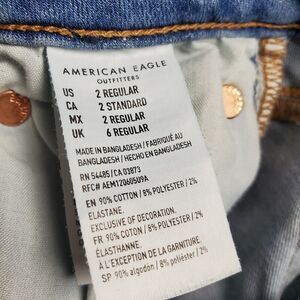 AMERICAN EAGLE
OUTFITTERS
US 2 REGULAR
CA 2 STANDARD
MX 2 REGULAR
UK 6 REGULAR
MADE IN BANGLADESH / FABRIQUÉ AU
BANGLADESH / HECHO EN BANGLADESH
RN 54485/ CA 03873
RFC# AEM1206050
EN 90% COTTON / 8% POLYESTER / 2%
ELASTANE.
EXCLUSIVE OF DECORATION.
FR 90% COTON / 8% POLYESTER / 2%
ÉLASTHANNE.
À L'EXCEPTION DE LA GARNITURE.
SP 90% algodón / 8% poliéster / 2%